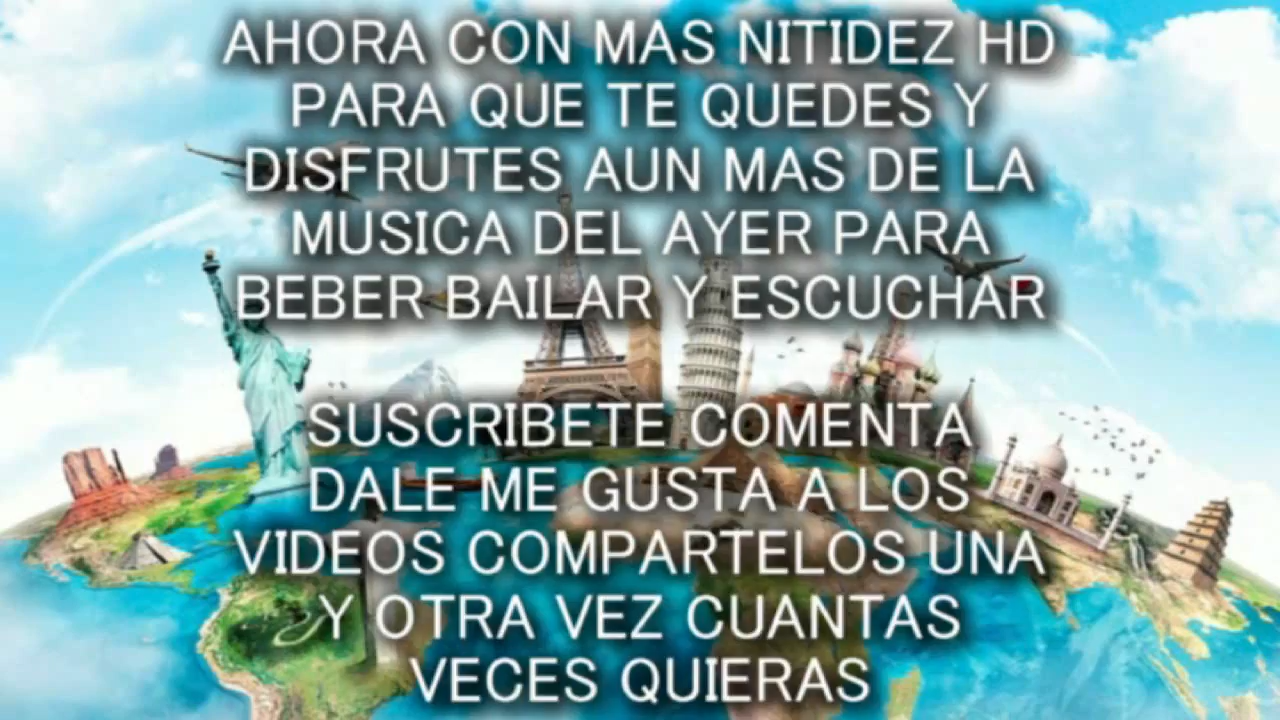 AHORA CON MAS NITIDEZ HD
PARA QUE TE QUEDES Y
DISFRUTES AUN MAS DE LA
MUSICA DEL AYER PARA
BEBER BAILAR Y ESCUCHAR
SUSCRIBETE COMENTA
DALE ME GUSTA A LOS
VIDEOS COMPARTELOS UNA
Y OTRA VEZ CUANTAS
VECES QUIERAS